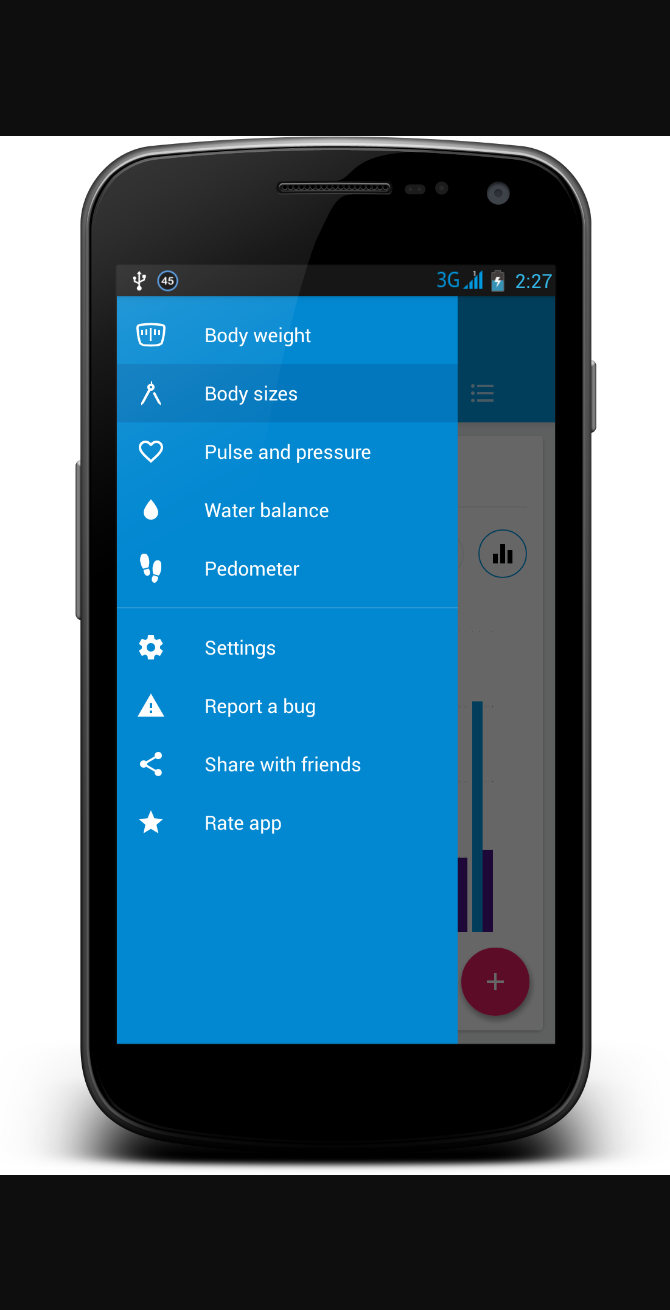 45 3G 2:27
Body weight
Body sizes
Pulse and pressure
Water balance
Pedometer
Settings
Report a bug
Share with friends
Rate app